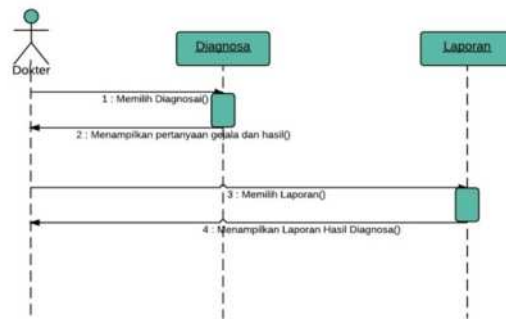 Diagnosa
Laporan
Dokter
1 : Memilih Diagnosai()
2 : Menampilkan pertanyaan gejala dan hasil()
3 : Memilih Laporan()
4 : Menampilkan Laporan Hasil Diagnosa()